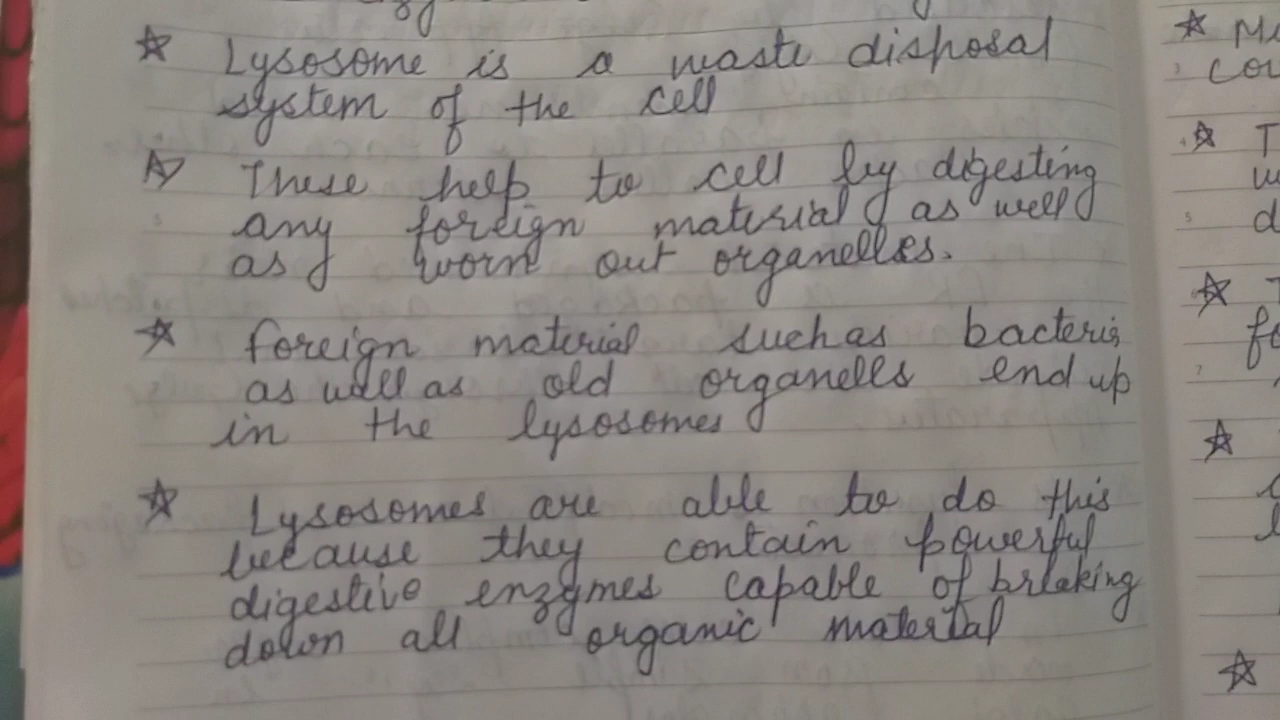 Lysosome is a waste disposal
system of the cell
These help to cell by digesting
any foreign material as well
as worn out organelles.
foreign material such as bacteria
as well as old organells end up
in the lysosomes
Lysosomes are able to do this
because they contain powerful
digestive enzymes capable of breaking
down all organic material